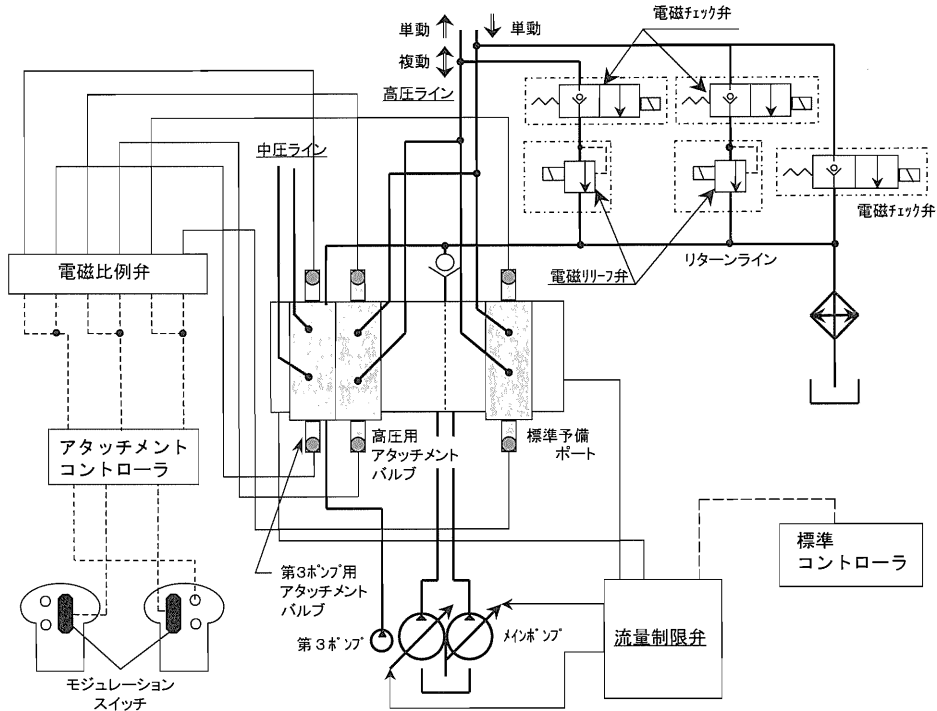 電磁ﾁｪｯｸ弁
単動
単動
複動
高圧ライン
中圧ライン
電磁ﾁｪｯｸ弁
電磁比例弁
電磁ﾘﾘｰﾌ弁
リターンライン
アタッチメント
コントローラ
高圧用
アタッチメント
バルブ
標準予備
ポート
標準
コントローラ
第3ﾎﾟﾝﾌﾟ用
アタッチメント
バルブ
第3ﾎﾟﾝﾌﾟ
ﾒｲﾝﾎﾟﾝﾌﾟ
流量制限弁
モジュレーション
スイッチ